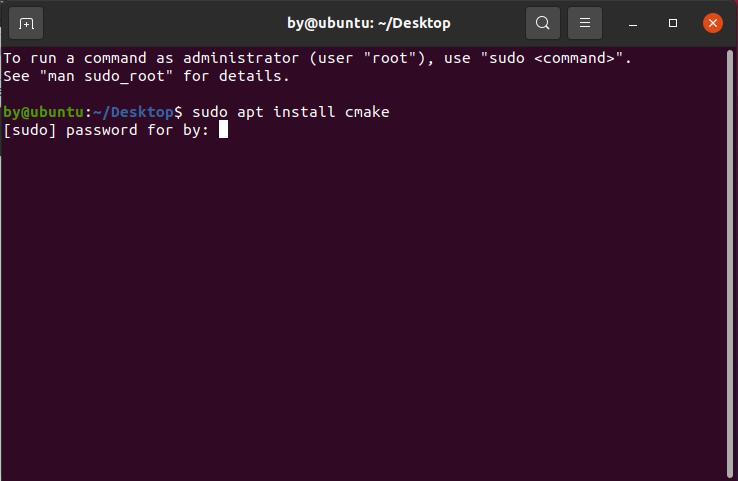 by@ubuntu: ~/Desktop
To run a command as administrator (user "root"), use "sudo <command>".
See "man sudo_root" for details.
by@ubuntu:~/Desktop$ sudo apt install cmake
[sudo] password for by: